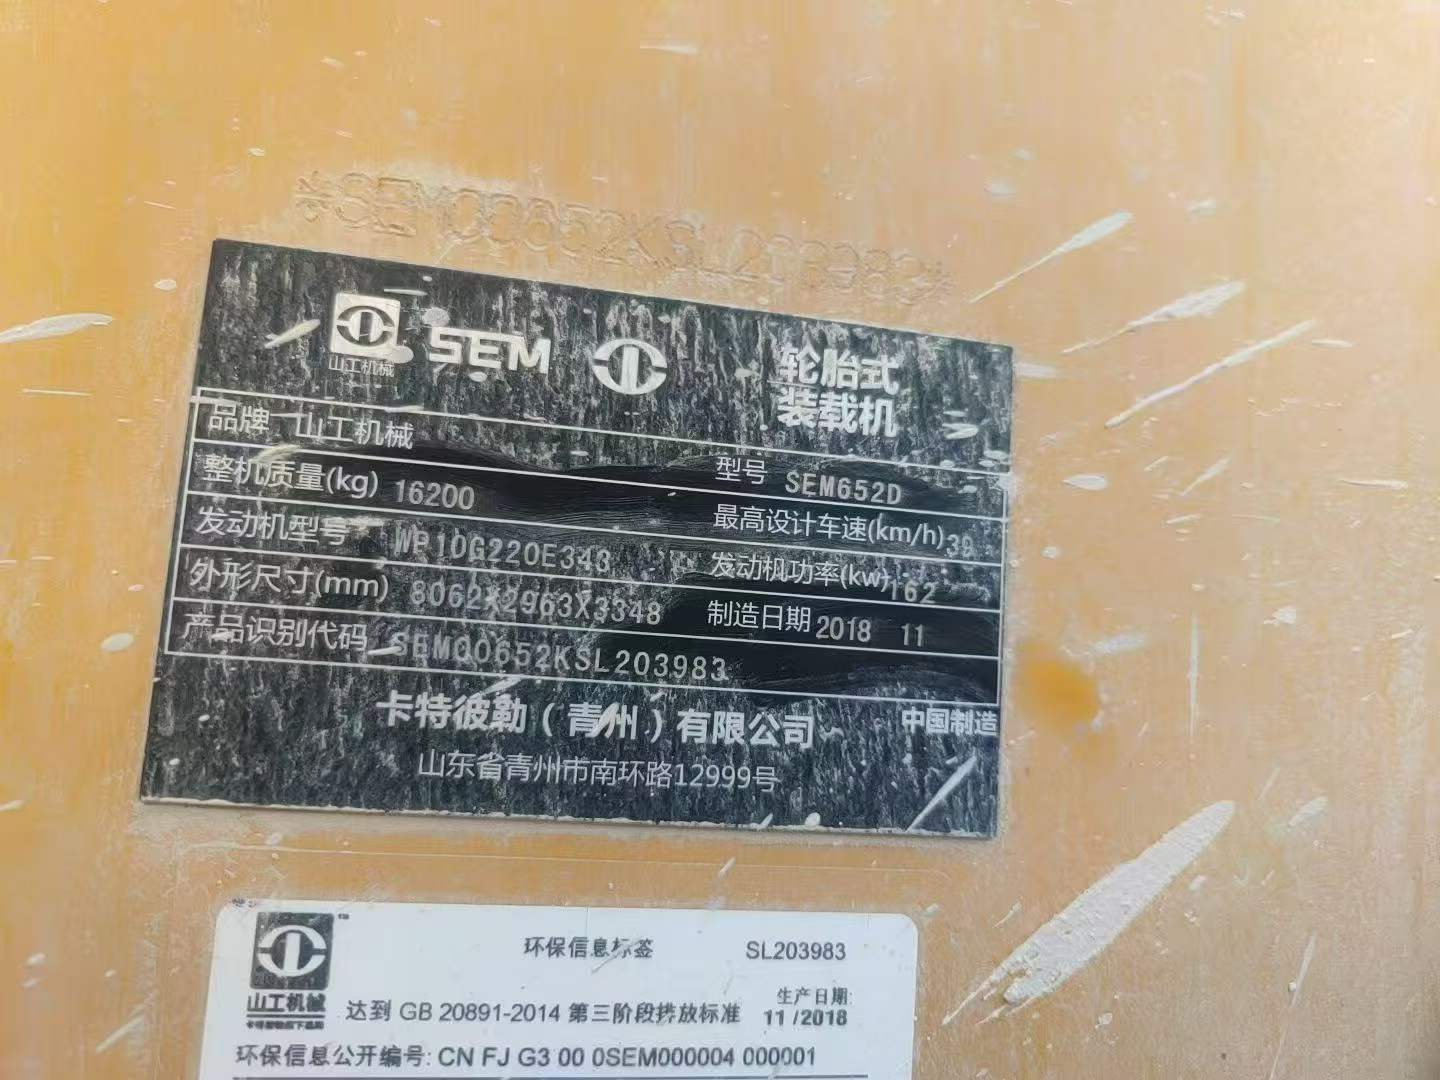 *SEM00652KSL203983*
山工机械 SEM
轮胎式
装载机
品牌 山工机械 型号 SEM652D
整机质量(kg) 16200 最高设计车速(km/h) 39
发动机型号 WP10G220E343 发动机功率(kw) 162
外形尺寸(mm) 8062X2963X3348 制造日期 2018 11
产品识别代码 SEM00652KSL203983
卡特彼勒（青州）有限公司 中国制造
山东省青州市南环路12999号
环保信息标签 SL203983
山工机械
达到 GB 20891-2014 第三阶段排放标准
生产日期:
11 /2018
环保信息公开编号: CN FJ G3 00 0SEM000004 000001